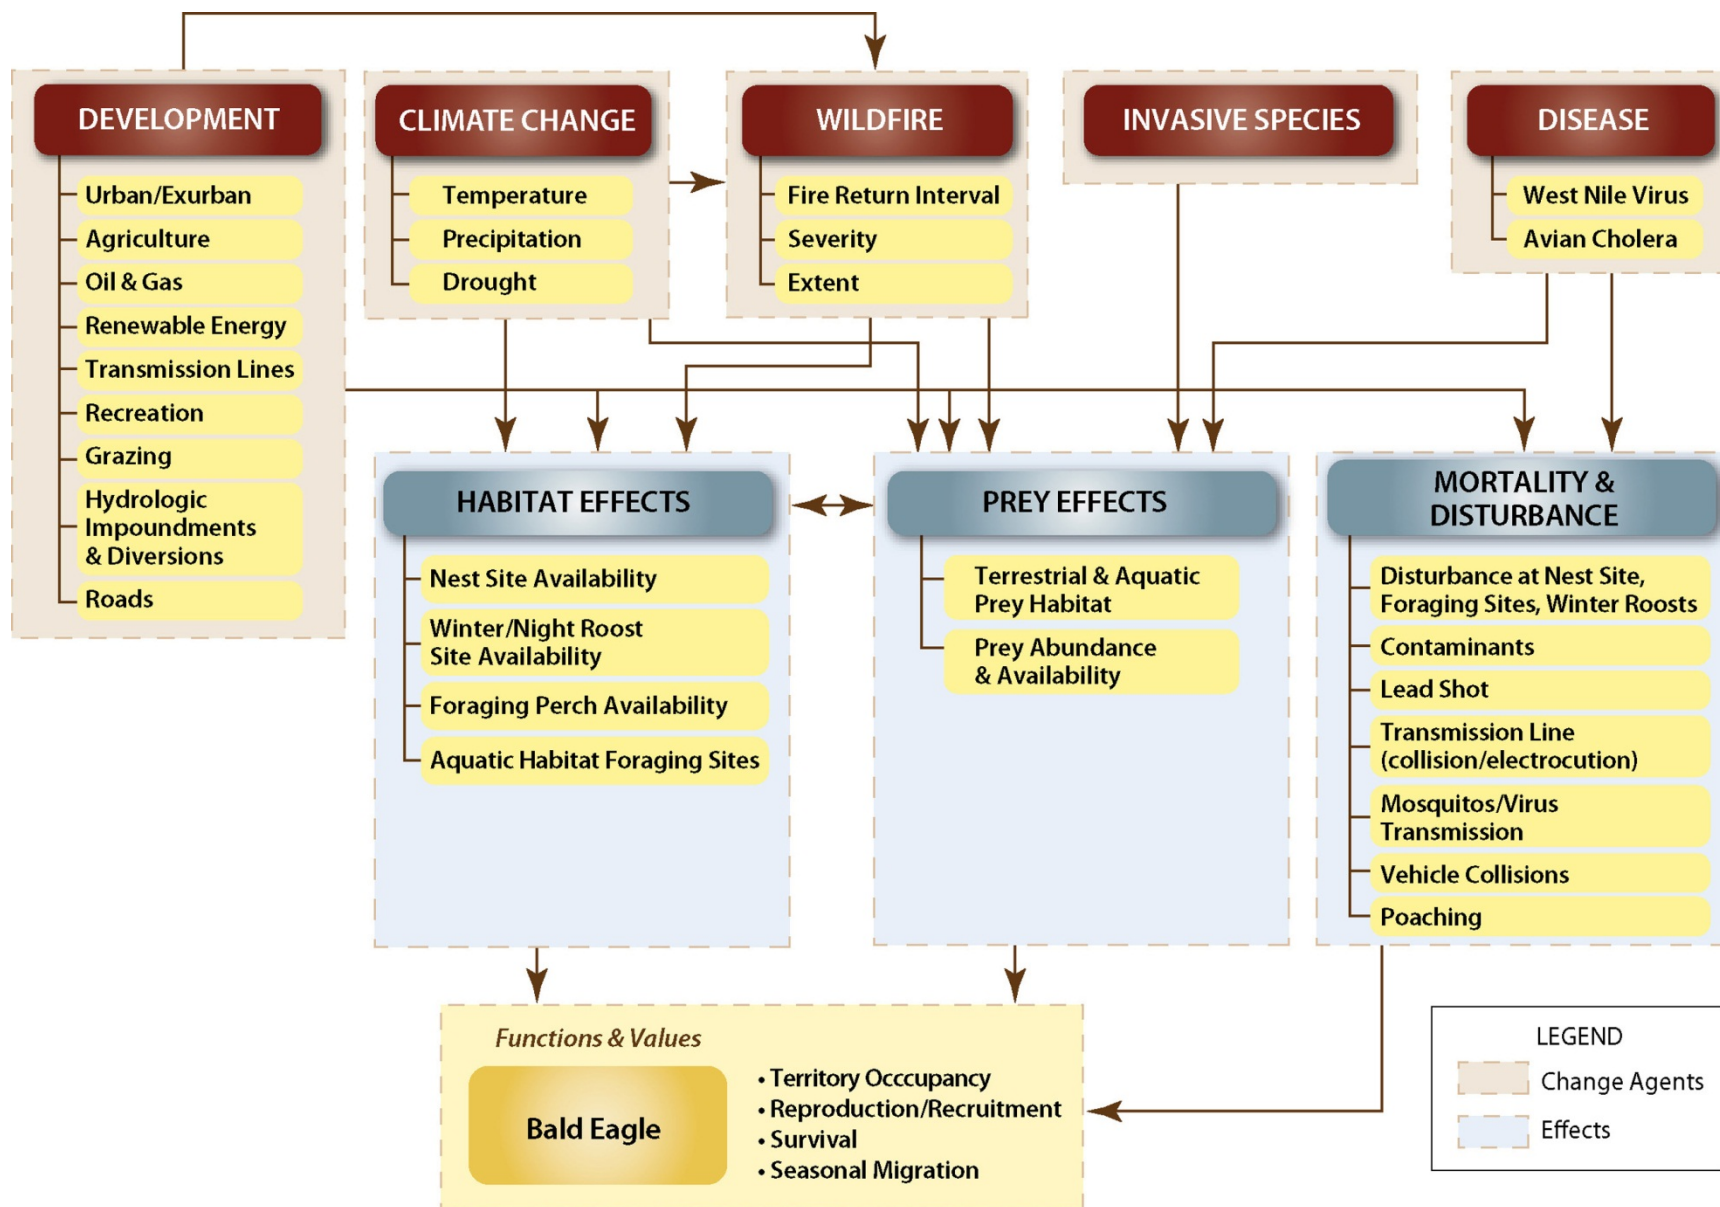 DEVELOPMENT
Urban/Exurban
Agriculture
Oil & Gas
Renewable Energy
Transmission Lines
Recreation
Grazing
Hydrologic
Impoundments
& Diversions
Roads
CLIMATE CHANGE
Temperature
Precipitation
Drought
WILDFIRE
Fire Return Interval
Severity
Extent
INVASIVE SPECIES
DISEASE
West Nile Virus
Avian Cholera
HABITAT EFFECTS
Nest Site Availability
Winter/Night Roost
Site Availability
Foraging Perch Availability
Aquatic Habitat Foraging Sites
PREY EFFECTS
Terrestrial & Aquatic
Prey Habitat
Prey Abundance
& Availability
MORTALITY &
DISTURBANCE
Disturbance at Nest Site,
Foraging Sites, Winter Roosts
Contaminants
Lead Shot
Transmission Line
(collision/electrocution)
Mosquitos/Virus
Transmission
Vehicle Collisions
Poaching
Functions & Values
Bald Eagle
• Territory Occcupancy
• Reproduction/Recruitment
• Survival
• Seasonal Migration
LEGEND
Change Agents
Effects